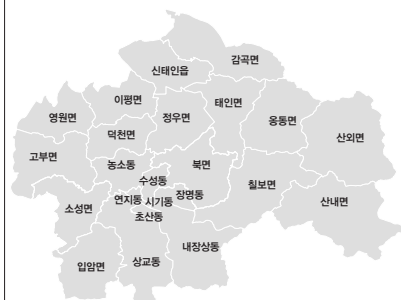 감곡면
신태인읍
이평면
태인면
영원면
정우면
옹동면
덕천면
산외면
고부면
농소동
북면
수성동
칠보면
장명동
연지동
시기동
산내면
소성면
초산동
내장상동
상교동
입암면